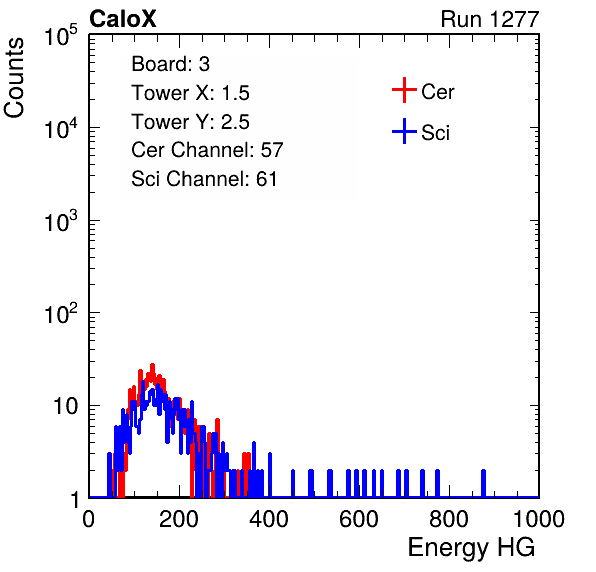 CaloX Run 1277
Counts
Board: 3
Tower X: 1.5
Tower Y: 2.5
Cer Channel: 57
Sci Channel: 61
Cer
Sci
10^5
10^4
10^3
10^2
10
1
0 200 400 600 800 1000
Energy HG